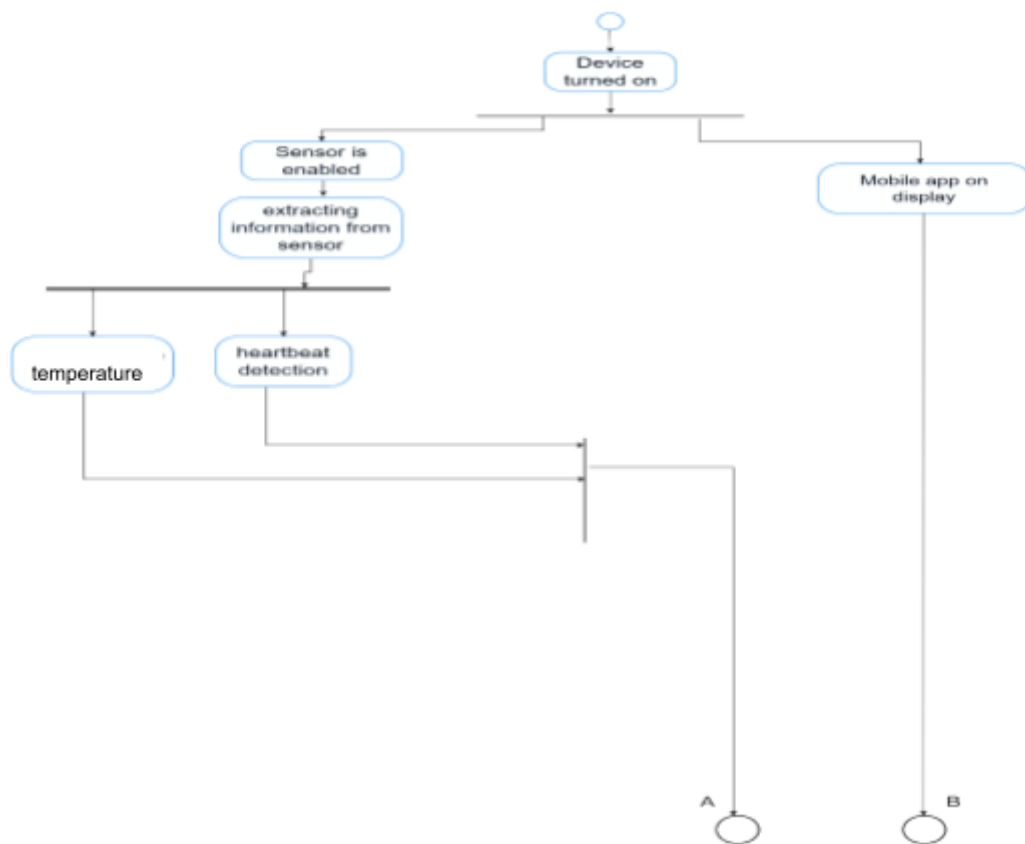 Device
turned on
Sensor is
enabled
Mobile app on
display
extracting
information from
sensor
temperature
heartbeat
detection
A
B